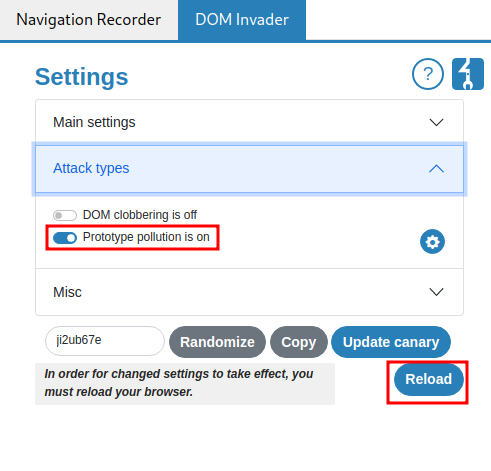 Navigation Recorder DOM Invader
Settings
?
Main settings
Attack types
DOM clobbering is off
Prototype pollution is on
Misc
ji2ub67e Randomize Copy Update canary
In order for changed settings to take effect, you
must reload your browser.
Reload